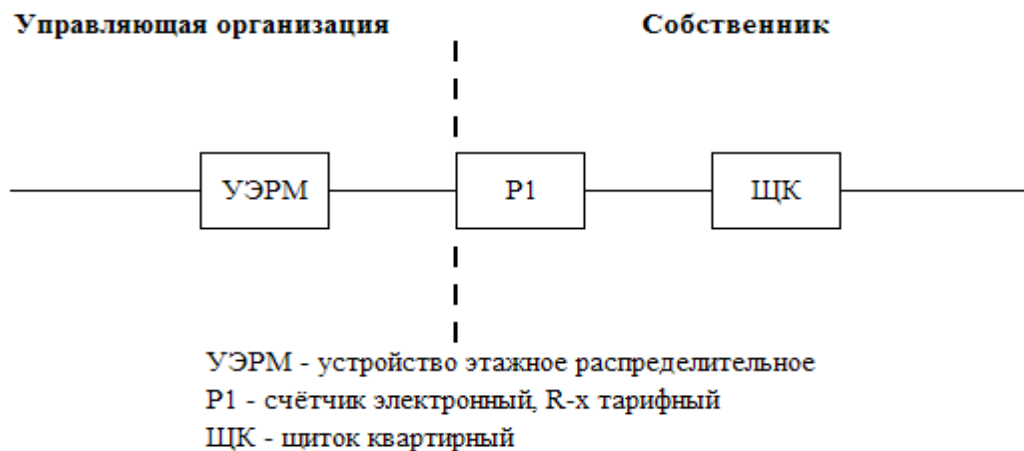 Управляющая организация
Собственник
УЭРМ
Р1
ЩК
УЭРМ - устройство этажное распределительное
Р1 - счётчик электронный, R-х тарифный
ЩК - щиток квартирный